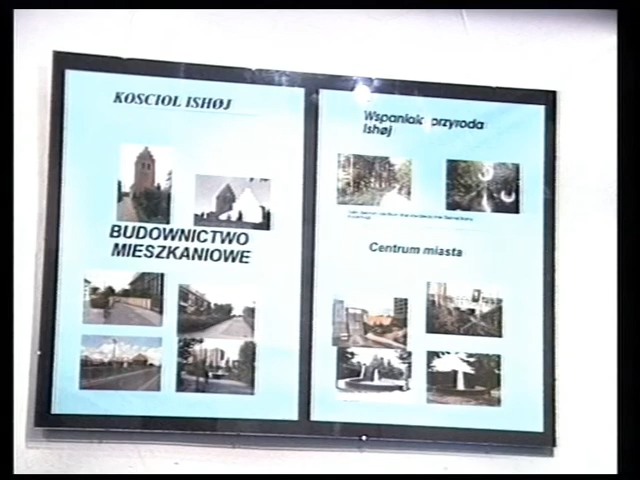 KOSCIOL ISHØJ
BUDOWNICTWO
MIESZKANIOWE
Wspaniała przyroda
Ishøj
Centrum miasta